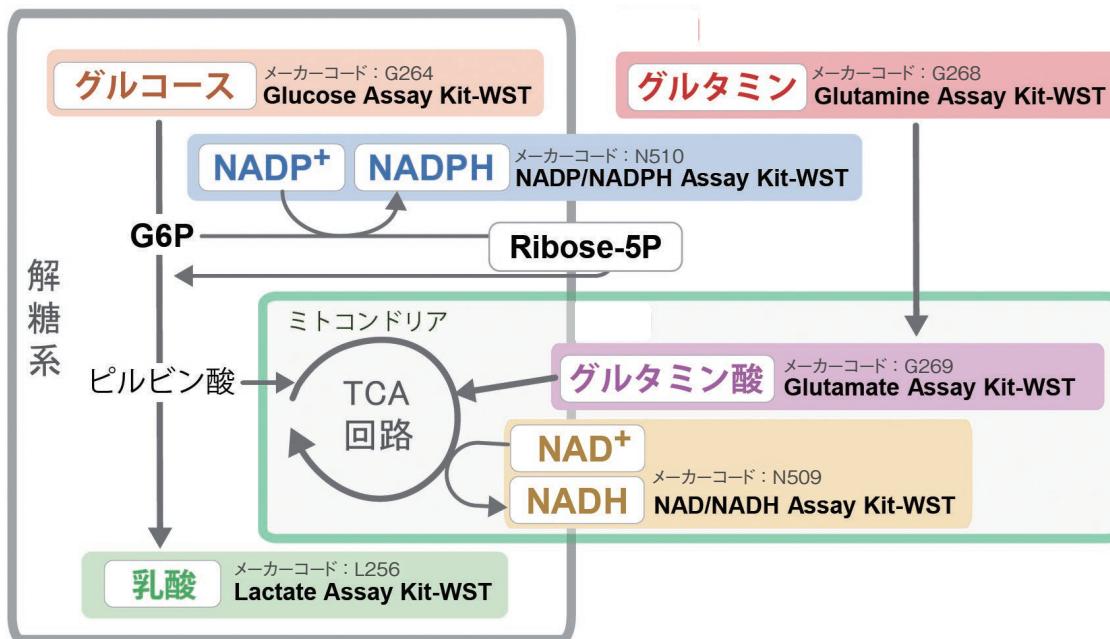 メーカーコード：G264
グルコース
Glucose Assay Kit-WST
メーカーコード：G268
グルタミン
Glutamine Assay Kit-WST
メーカーコード：N510
NADP+ NADPH
NADP/NADPH Assay Kit-WST
G6P
Ribose-5P
解糖系
ミトコンドリア
ピルビン酸
TCA
回路
メーカーコード：G269
グルタミン酸
Glutamate Assay Kit-WST
NAD+
メーカーコード：N509
NADH
NAD/NADH Assay Kit-WST
メーカーコード：L256
乳酸
Lactate Assay Kit-WST